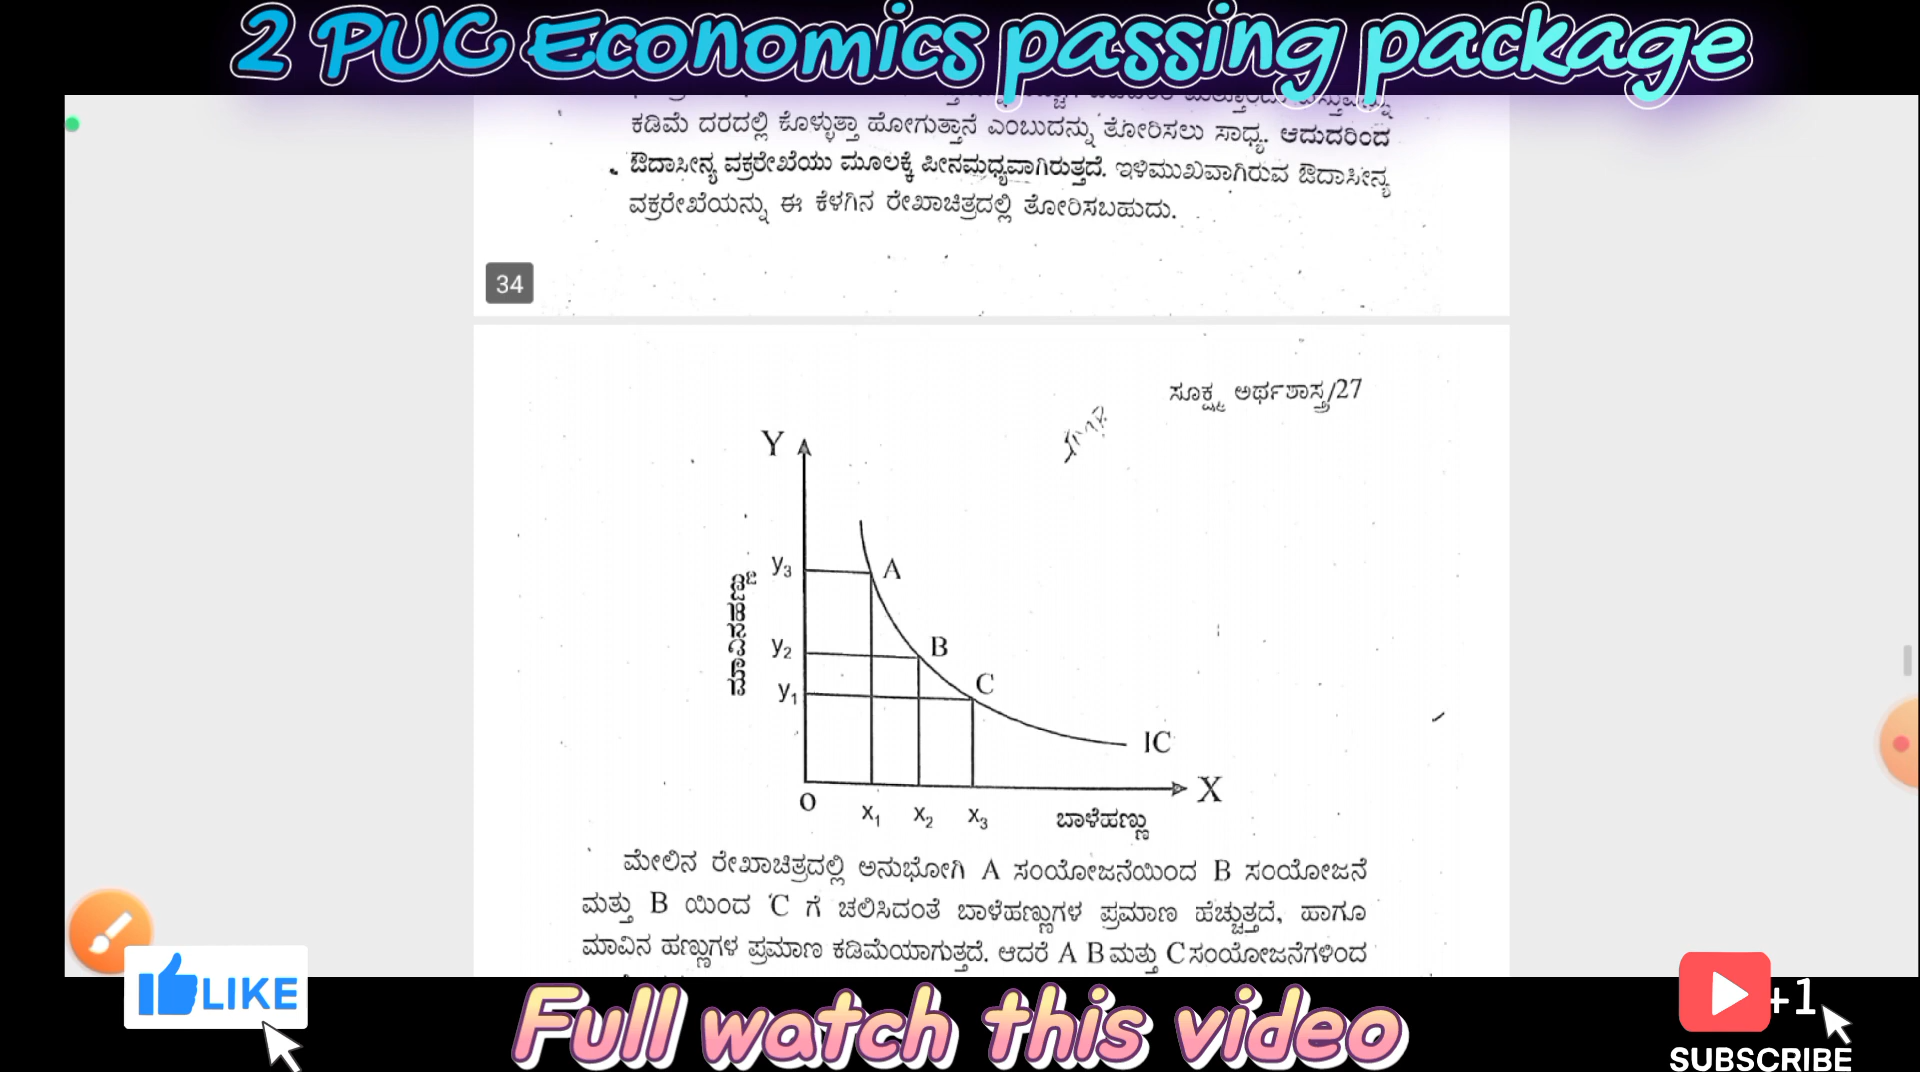 2 PUC Economics passing package
ಕಡಿಮೆ ದರದಲ್ಲಿ ಕೊಳ್ಳುತ್ತಾ ಹೋಗುತ್ತಾನೆ ಎಂಬುದನ್ನು ತೋರಿಸಲು ಸಾಧ್ಯ. ಆದುದರಿಂದ
ಔದಾಸೀನ್ಯ ವಕ್ರರೇಖೆಯು ಮೂಲಕ್ಕೆ ಪೀನಮಧ್ಯವಾಗಿರುತ್ತದೆ. ಇಳಿಮುಖವಾಗಿರುವ ಔದಾಸೀನ್ಯ
ವಕ್ರರೇಖೆಯನ್ನು ಈ ಕೆಳಗಿನ ರೇಖಾಚಿತ್ರದಲ್ಲಿ ತೋರಿಸಬಹುದು.
34
ಸೂಕ್ಷ್ಮ ಅರ್ಥಶಾಸ್ತ್ರ/27
Y
y3
A
ಮಾವಿನಹಣ್ಣು
y2
B
y1
C
IC
X
O
x1 x2 x3 ಬಾಳೆಹಣ್ಣು
ಮೇಲಿನ ರೇಖಾಚಿತ್ರದಲ್ಲಿ ಅನುಭೋಗಿ A ಸಂಯೋಜನೆಯಿಂದ B ಸಂಯೋಜನೆ
ಮತ್ತು B ಯಿಂದ C ಗೆ ಚಲಿಸಿದಂತೆ ಬಾಳೆಹಣ್ಣುಗಳ ಪ್ರಮಾಣ ಹೆಚ್ಚುತ್ತದೆ, ಹಾಗೂ
ಮಾವಿನ ಹಣ್ಣುಗಳ ಪ್ರಮಾಣ ಕಡಿಮೆಯಾಗುತ್ತದೆ. ಆದರೆ A B ಮತ್ತು C ಸಂಯೋಜನೆಗಳಿಂದ
LIKE
Full watch this video
+1
SUBSCRIBE